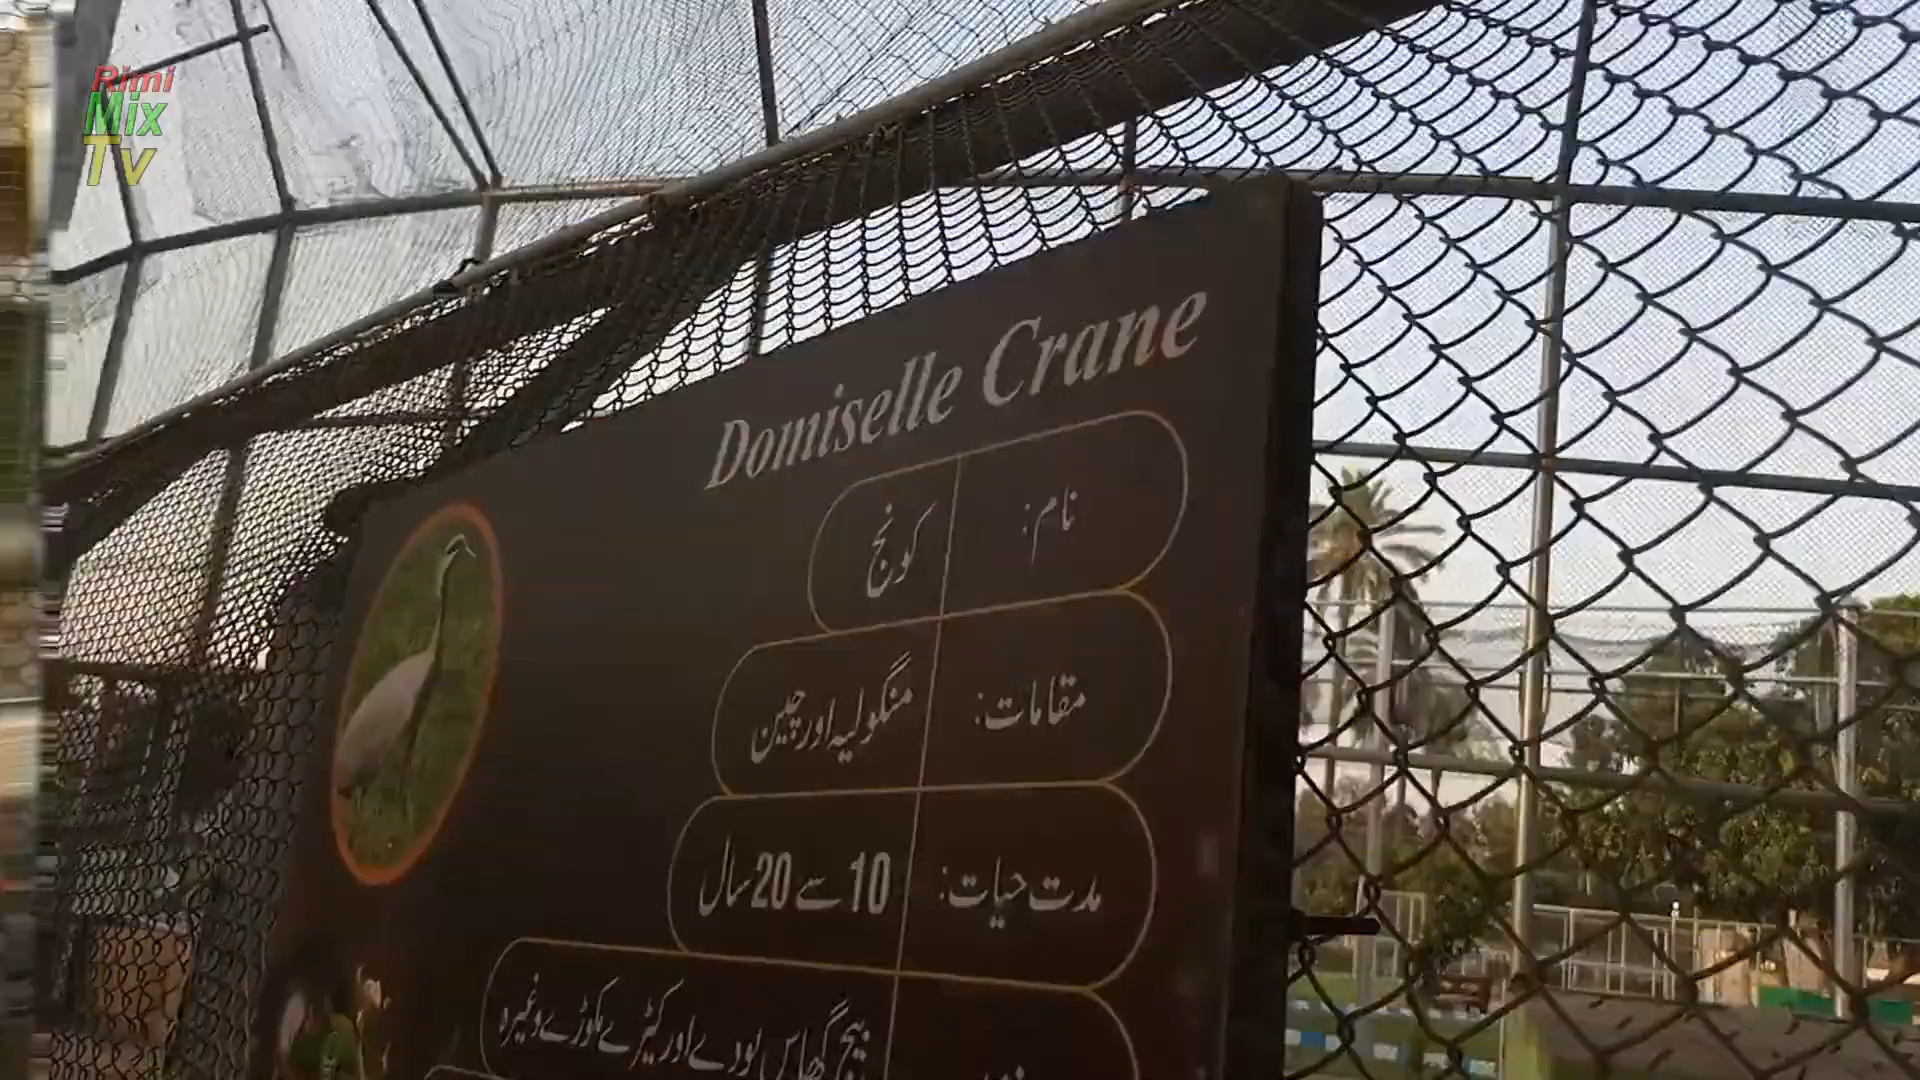 Rimi
Mix
Tv
Domiselle Crane
نام: کونج
مقامات: منگولیہ اور چین
مدت حیات: 10 سے 20 سال
بیج گھاس پودے اور کیڑے مکوڑے وغیرہ